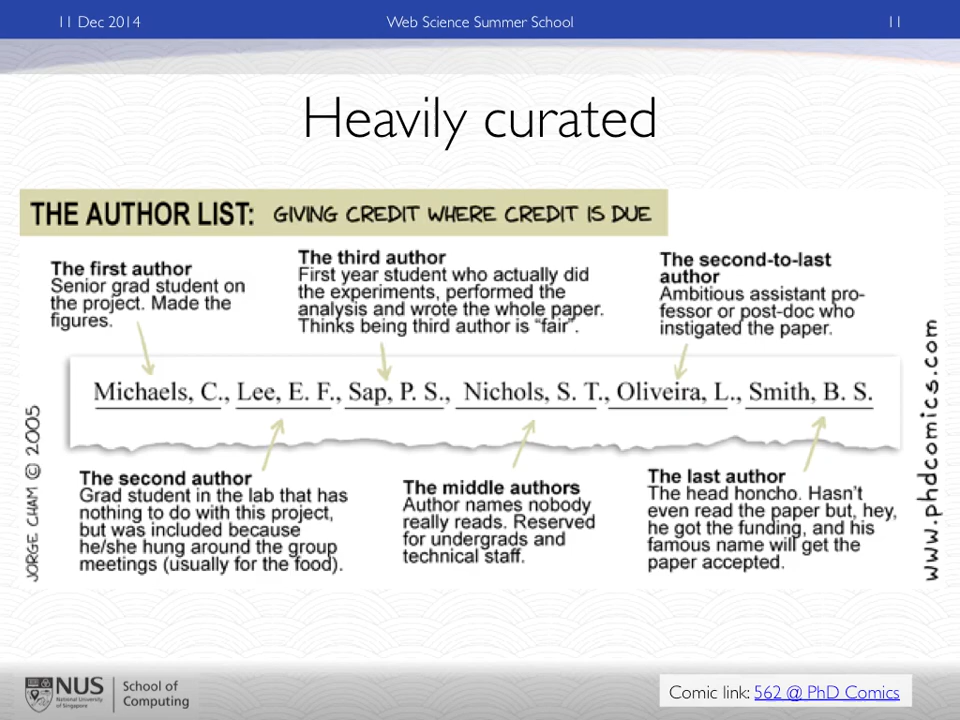 11 Dec 2014
Web Science Summer School
11
Heavily curated
THE AUTHOR LIST: GIVING CREDIT WHERE CREDIT IS DUE
The first author
Senior grad student on
the project. Made the
figures.
The third author
First year student who actually did
the experiments, performed the
analysis and wrote the whole paper.
Thinks being third author is "fair".
The second-to-last
author
Ambitious assistant pro-
fessor or post-doc who
instigated the paper.
Michaels, C., Lee, E. F., Sap, P. S., Nichols, S. T., Oliveira, L., Smith, B. S.
The second author
Grad student in the lab that has
nothing to do with this project,
but was included because
he/she hung around the group
meetings (usually for the food).
The middle authors
Author names nobody
really reads. Reserved
for undergrads and
technical staff.
The last author
The head honcho. Hasn't
even read the paper but, hey,
he got the funding, and his
famous name will get the
paper accepted.
JORGE CHAM © 2005
www.phdcomics.com
NUS
National University
of Singapore
School of
Computing
Comic link: 562 @ PhD Comics